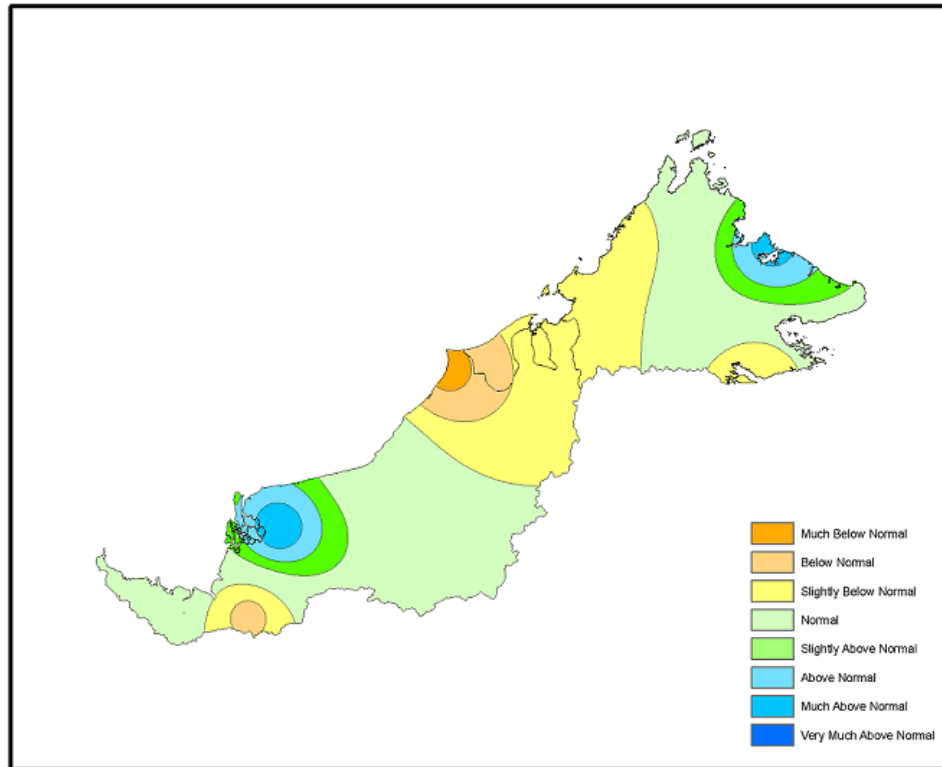 Much Below Normal
Below Normal
Slightly Below Normal
Normal
Slightly Above Normal
Above Normal
Much Above Normal
Very Much Above Normal